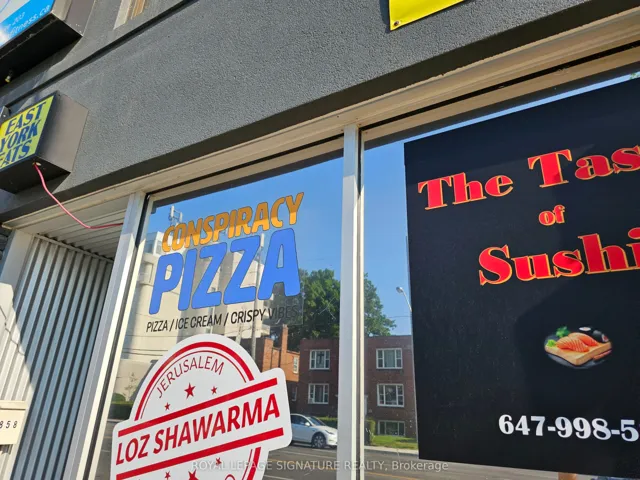 EAST
YORK
EATS
CONSPIRACY
PIZZA
PIZZA / ICE CREAM / CRISPY VIBES
JERUSALEM
LOZ SHAWARMA
The Tas
of
Sushi
647-998-5
858
ROYAL LEPAGE SIGNATURE REALTY, Brokerage